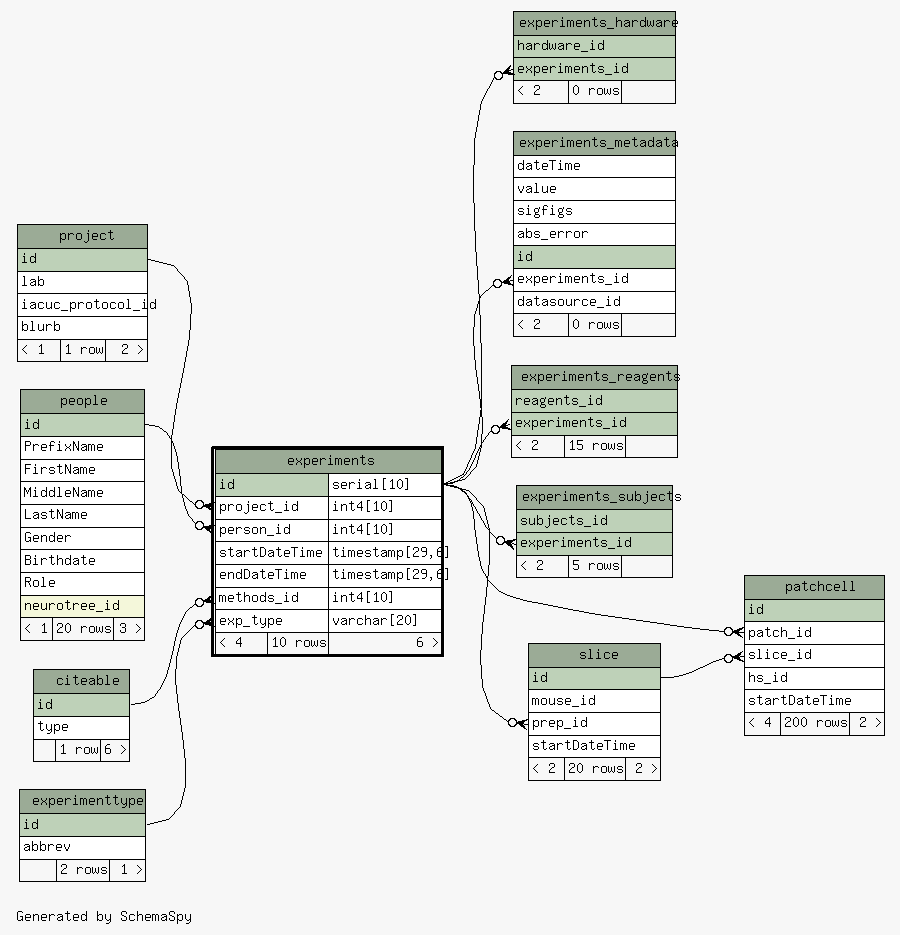 experiments_hardware
hardware_id
experiments_id
< 2 0 rows
experiments_metadata
dateTime
value
sigfigs
abs_error
id
experiments_id
datasource_id
< 2 0 rows
project
id
lab
iacuc_protocol_id
blurb
< 1 1 row 2 >
experiments_reagents
reagents_id
experiments_id
< 2 15 rows
people
id
PrefixName
FirstName
MiddleName
LastName
Gender
Birthdate
Role
neurotree_id
< 1 20 rows 3 >
experiments
id serial[10]
project_id int4[10]
person_id int4[10]
startDateTime timestamp[29,6]
endDateTime timestamp[29,6]
methods_id int4[10]
exp_type varchar[20]
< 4 10 rows 6 >
experiments_subjects
subjects_id
experiments_id
< 2 5 rows
patchcell
id
patch_id
slice_id
hs_id
startDateTime
< 4 200 rows 2 >
slice
id
mouse_id
prep_id
startDateTime
< 2 20 rows 2 >
citeable
id
type
1 row 6 >
experimenttype
id
abbrev
2 rows 1 >
Generated by SchemaSpy